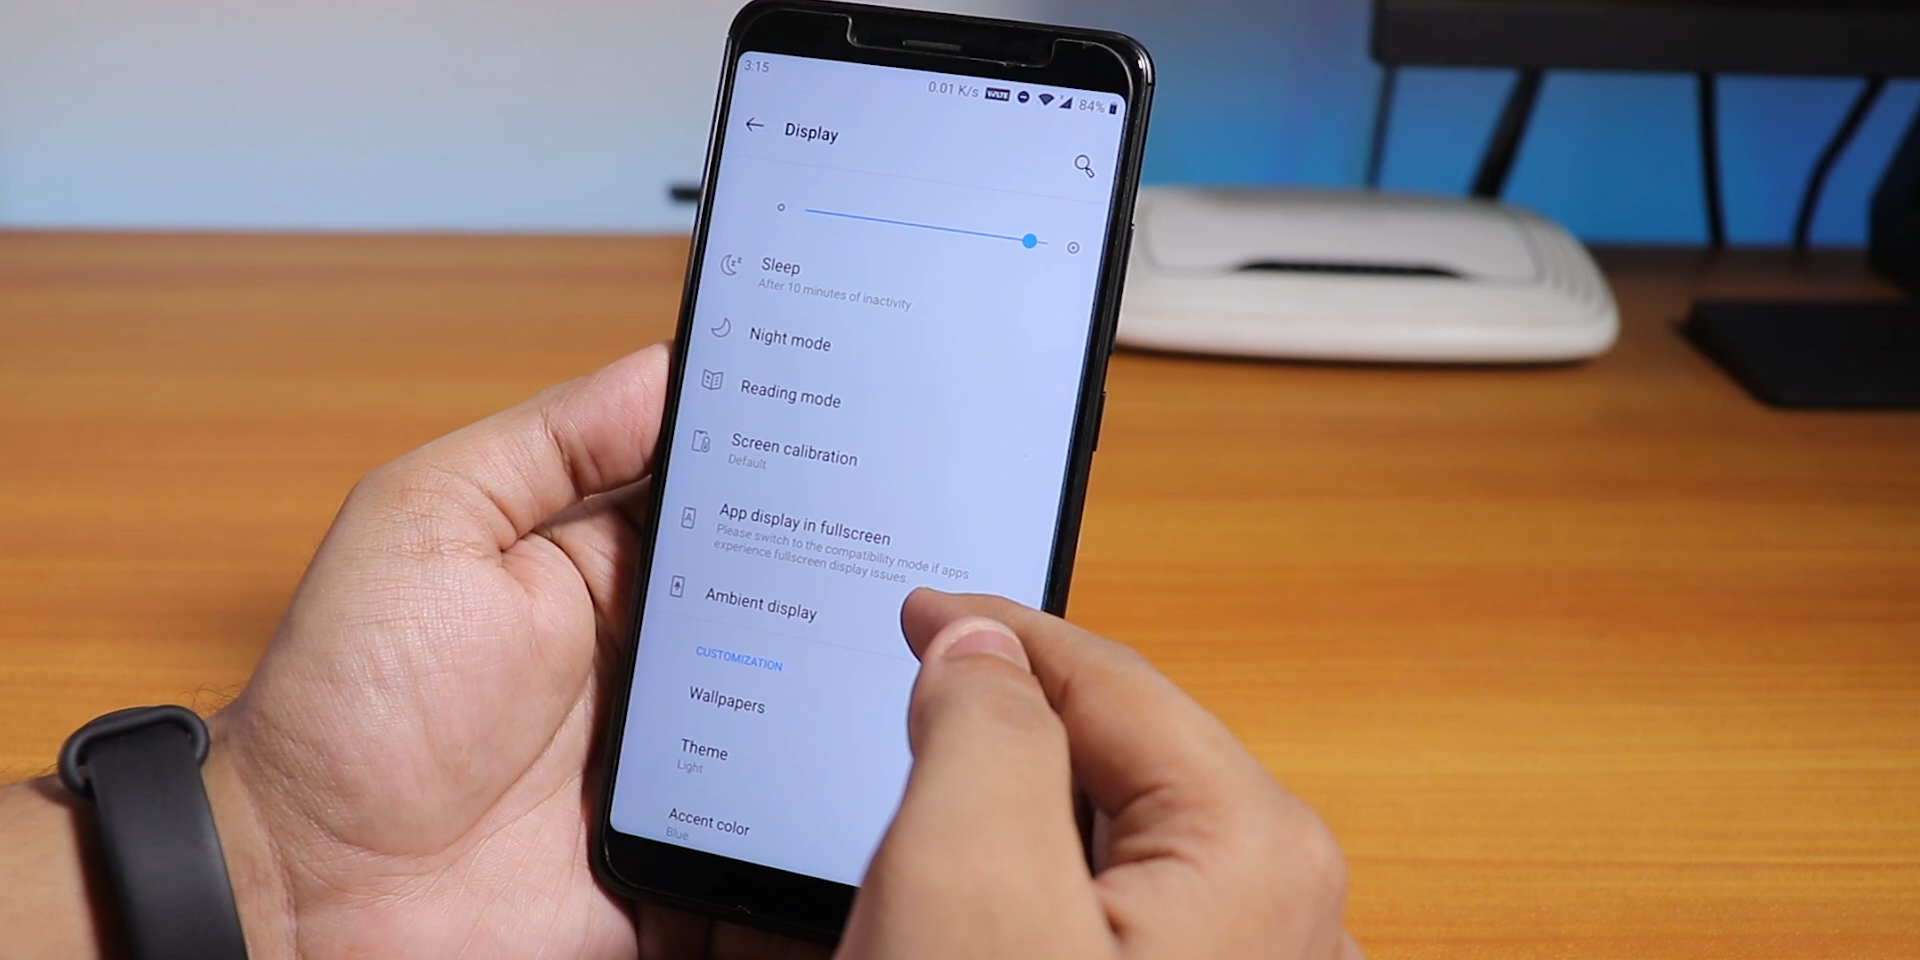 3:15
0.01 K/s VoLTE 84%
Display
Sleep
After 10 minutes of inactivity
Night mode
Reading mode
Screen calibration
Default
App display in fullscreen
Please switch to the compatibility mode if apps
experience fullscreen display issues.
Ambient display
CUSTOMIZATION
Wallpapers
Theme
Light
Accent color
Blue